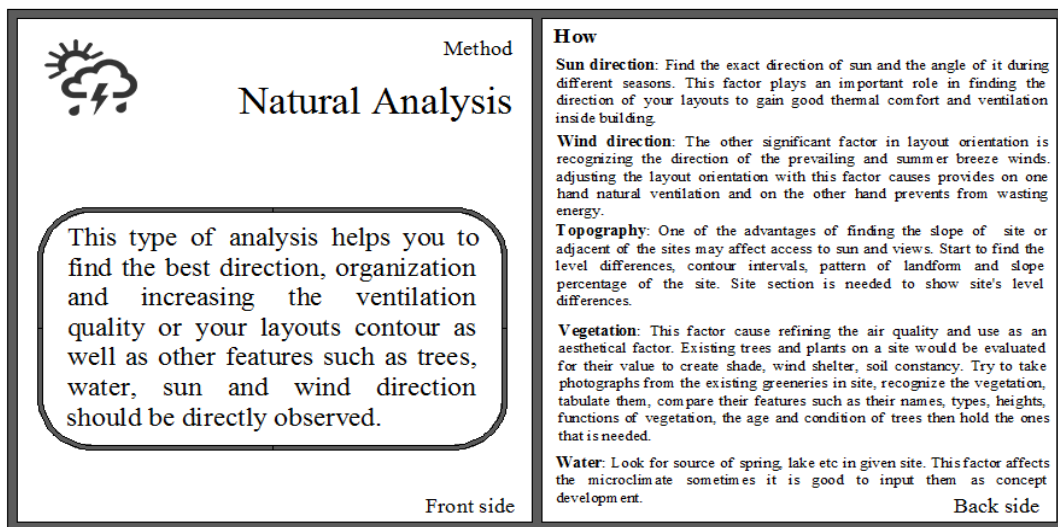 Method
Natural Analysis
This type of analysis helps you to
find the best direction, organization
and increasing the ventilation
quality or your layouts contour as
well as other features such as trees,
water, sun and wind direction
should be directly observed.
Front side
How
Sun direction: Find the exact direction of sun and the angle of it during
different seasons. This factor plays an important role in finding the
direction of your layouts to gain good thermal comfort and ventilation
inside building.
Wind direction: The other significant factor in layout orientation is
recognizing the direction of the prevailing and summer breeze winds.
adjusting the layout orientation with this factor causes provides on one
hand natural ventilation and on the other hand prevents from wasting
energy.
Topography: One of the advantages of finding the slope of site or
adjacent of the sites may affect access to sun and views. Start to find the
level differences, contour intervals, pattern of landform and slope
percentage of the site. Site section is needed to show site's level
differences.
Vegetation: This factor cause refining the air quality and use as an
aesthetical factor. Existing trees and plants on a site would be evaluated
for their value to create shade, wind shelter, soil constancy. Try to take
photographs from the existing greeneries in site, recognize the vegetation,
tabulate them, compare their features such as their names, types, heights,
functions of vegetation, the age and condition of trees then hold the ones
that is needed.
Water: Look for source of spring, lake etc in given site. This factor affects
the microclimate sometimes it is good to input them as concept
development.
Back side